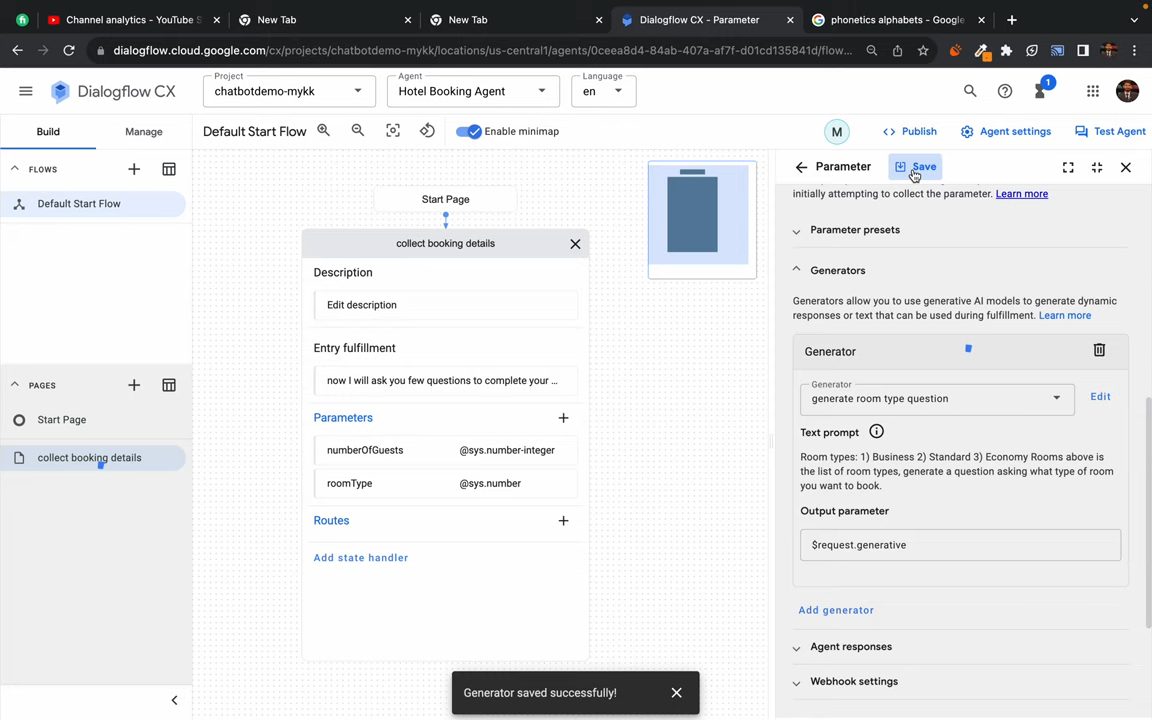 Channel analytics - YouTube S
New Tab
New Tab
Dialogflow CX - Parameter
phonetics alphabets - Google
dialogflow.cloud.google.com/cx/projects/chatbotdemo-mykk/locations/us-central1/agents/0ceea8d4-84ab-407a-af7f-d01cd135841d/flow...
Dialogflow CX
Project
chatbotdemo-mykk
Agent
Hotel Booking Agent
Language
en
1
Build
Manage
Default Start Flow
Enable minimap
M
Publish
Agent settings
Test Agent
FLOWS
Default Start Flow
PAGES
Start Page
collect booking details
Start Page
collect booking details
Description
Edit description
Entry fulfillment
now I will ask you few questions to complete your ...
Parameters
numberOfGuests @sys.number-integer
roomType @sys.number
Routes
Add state handler
Parameter
Save
initially attempting to collect the parameter. Learn more
Parameter presets
Generators
Generators allow you to use generative AI models to generate dynamic
responses or text that can be used during fulfillment. Learn more
Generator
Generator
generate room type question
Edit
Text prompt
Room types: 1) Business 2) Standard 3) Economy Rooms above is
the list of room types, generate a question asking what type of room
you want to book.
Output parameter
$request.generative
Add generator
Agent responses
Webhook settings
Generator saved successfully!